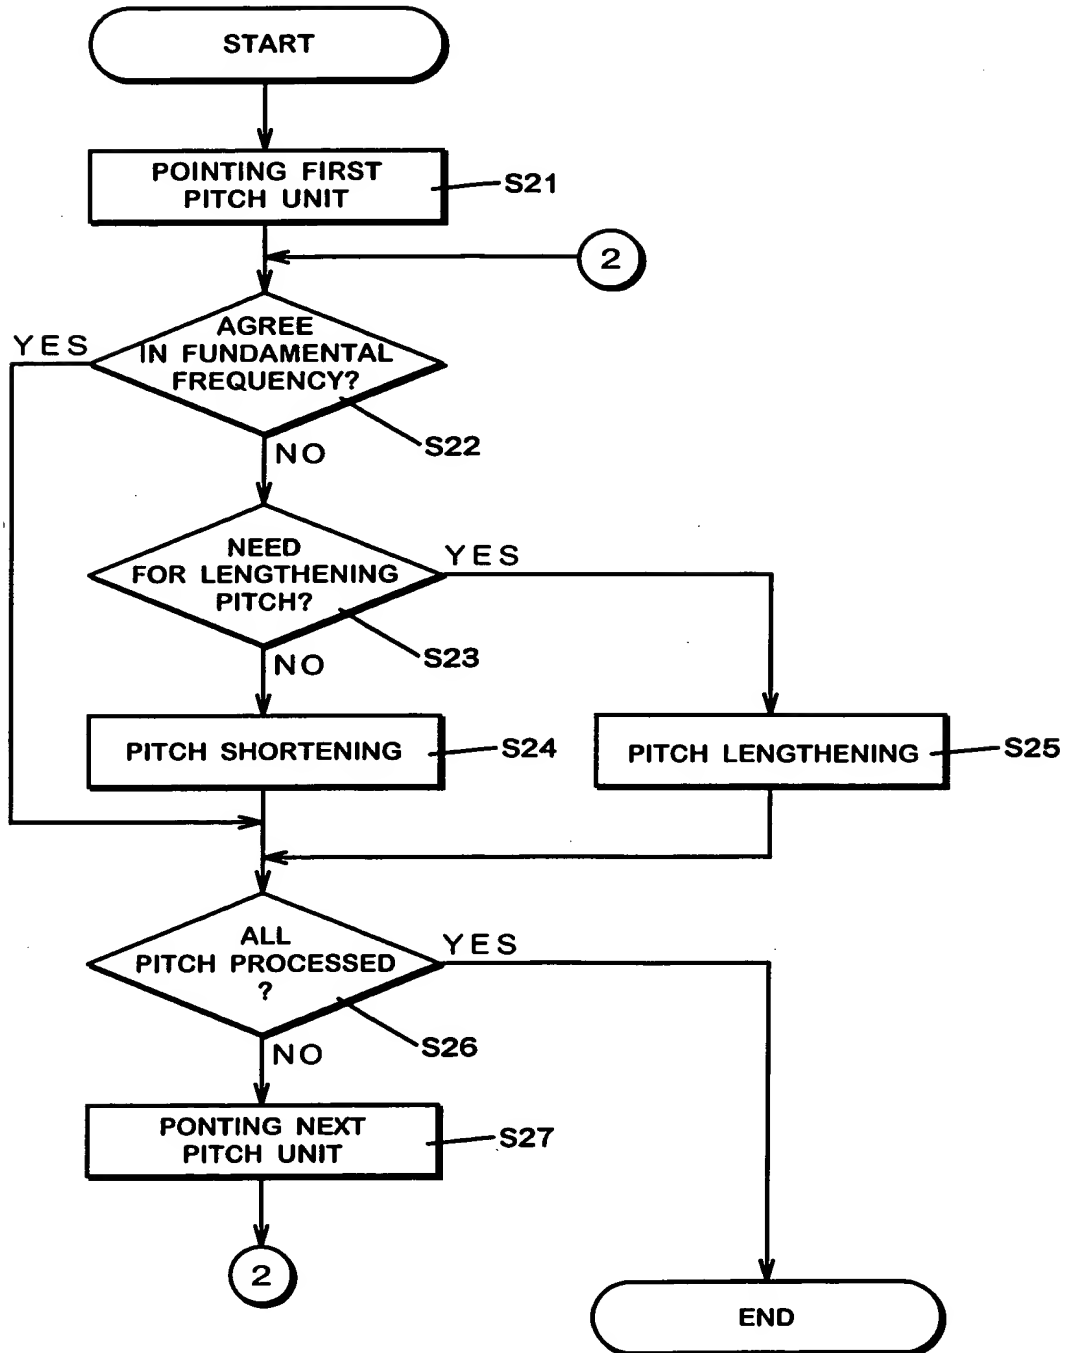 START
POINTING FIRST
PITCH UNIT
S21
2
AGREE
IN FUNDAMENTAL
FREQUENCY?
YES
S22
NO
NEED
FOR LENGTHENING
PITCH?
YES
S23
NO
PITCH SHORTENING
S24
PITCH LENGTHENING
S25
ALL
PITCH PROCESSED
?
YES
S26
NO
PONTING NEXT
PITCH UNIT
S27
2
END